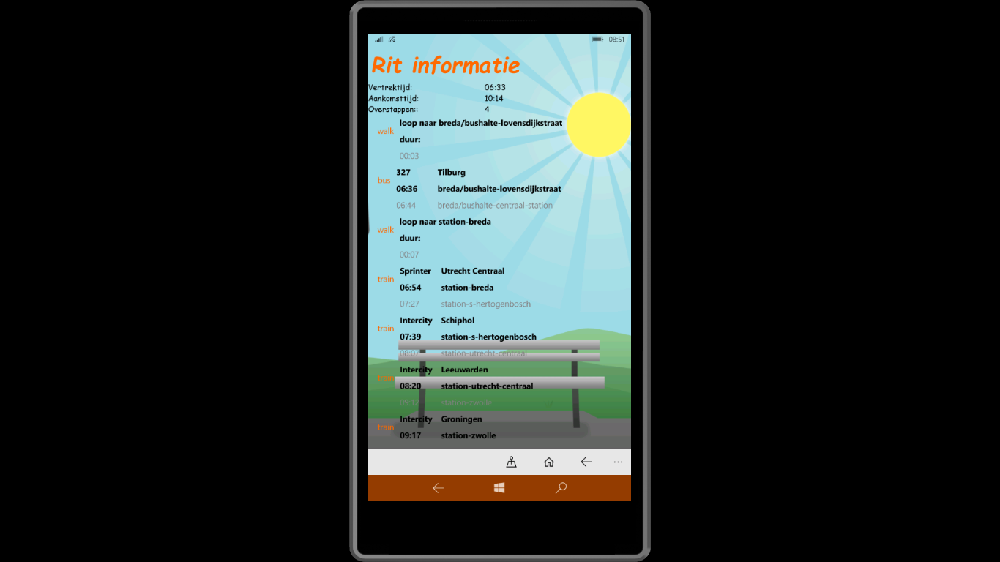 08:51
Rit informatie
Vertrektijd: 06:33
Aankomsttijd: 10:14
Overstappen:: 4
walk
loop naar breda/bushalte-lovensdijkstraat
duur:
00:03
bus
327 Tilburg
06:36 breda/bushalte-lovensdijkstraat
06:44 breda/bushalte-centraal-station
walk
loop naar station-breda
duur:
00:07
train
Sprinter Utrecht Centraal
06:54 station-breda
07:27 station-s-hertogenbosch
train
Intercity Schiphol
07:39 station-s-hertogenbosch
08:07 station-utrecht-centraal
train
Intercity Leeuwarden
08:20 station-utrecht-centraal
09:12 station-zwolle
train
Intercity Groningen
09:17 station-zwolle